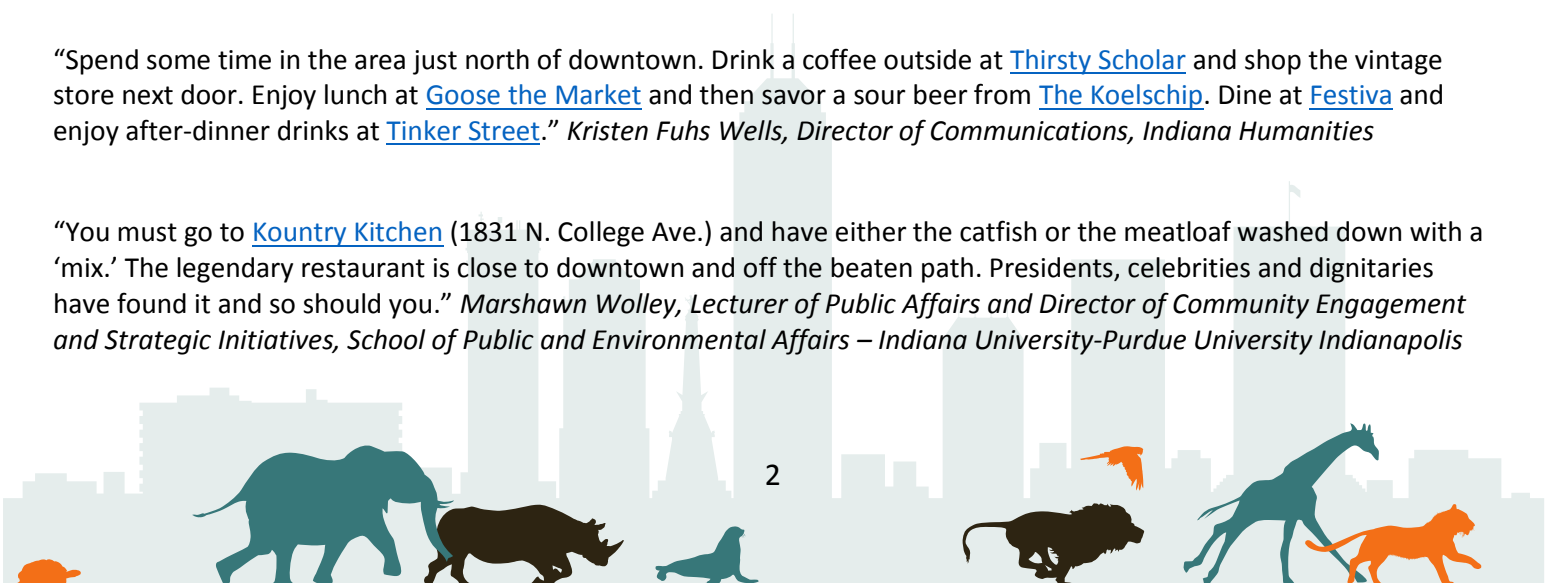 “Spend some time in the area just north of downtown. Drink a coffee outside at Thirsty Scholar and shop the vintage
store next door. Enjoy lunch at Goose the Market and then savor a sour beer from The Koelschip. Dine at Festiva and
enjoy after-dinner drinks at Tinker Street.” Kristen Fuhs Wells, Director of Communications, Indiana Humanities
“You must go to Kountry Kitchen (1831 N. College Ave.) and have either the catfish or the meatloaf washed down with a
‘mix.’ The legendary restaurant is close to downtown and off the beaten path. Presidents, celebrities and dignitaries
have found it and so should you.” Marshawn Wolley, Lecturer of Public Affairs and Director of Community Engagement
and Strategic Initiatives, School of Public and Environmental Affairs – Indiana University-Purdue University Indianapolis
2